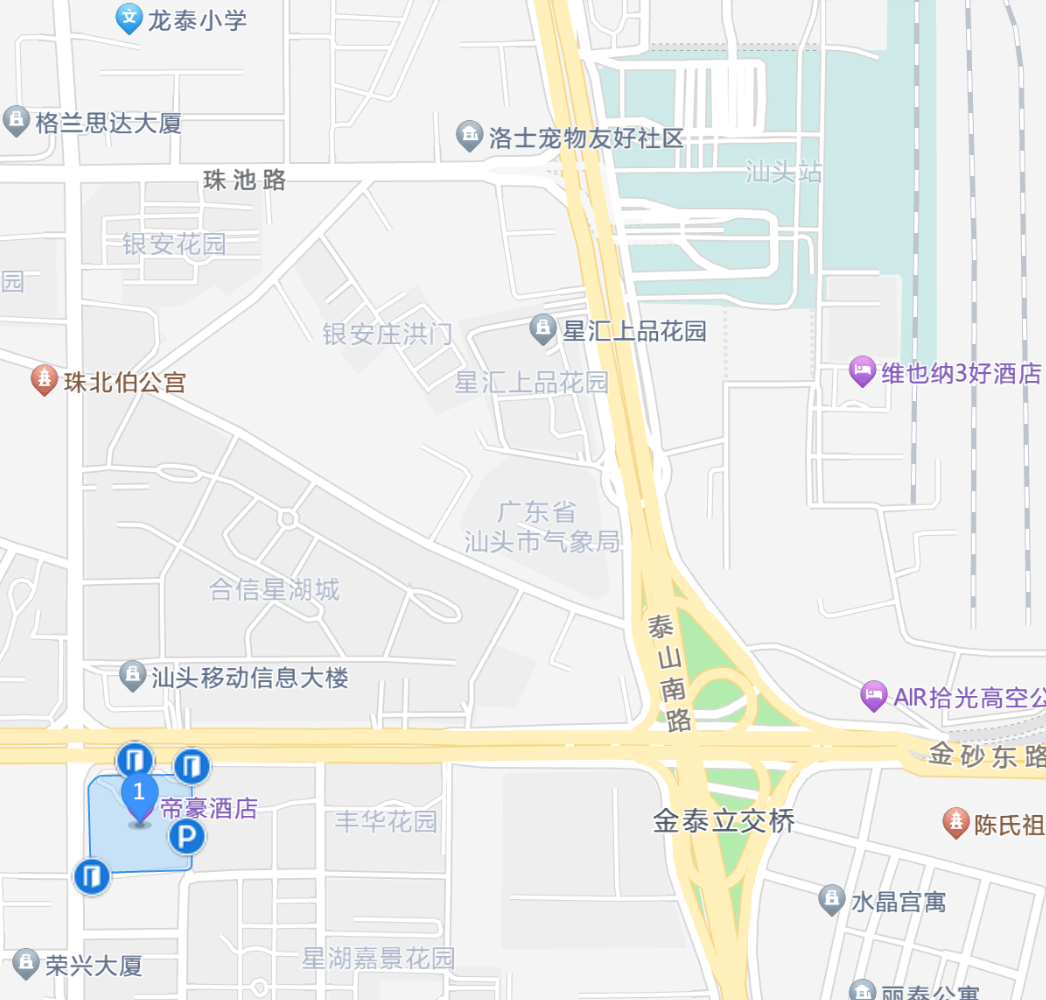 龙泰小学
格兰思达大厦
洛士宠物友好社区
汕头站
珠池路
银安花园
园
银安庄洪门
星汇上品花园
星汇上品花园
维也纳3好酒店
珠北伯公宫
广东省
汕头市气象局
合信星湖城
泰山南路
汕头移动信息大楼
AIR拾光高空公
金砂东路
1
帝豪酒店
P
丰华花园
金泰立交桥
陈氏祖
水晶宫寓
星湖嘉景花园
荣兴大厦
丽泰公寓